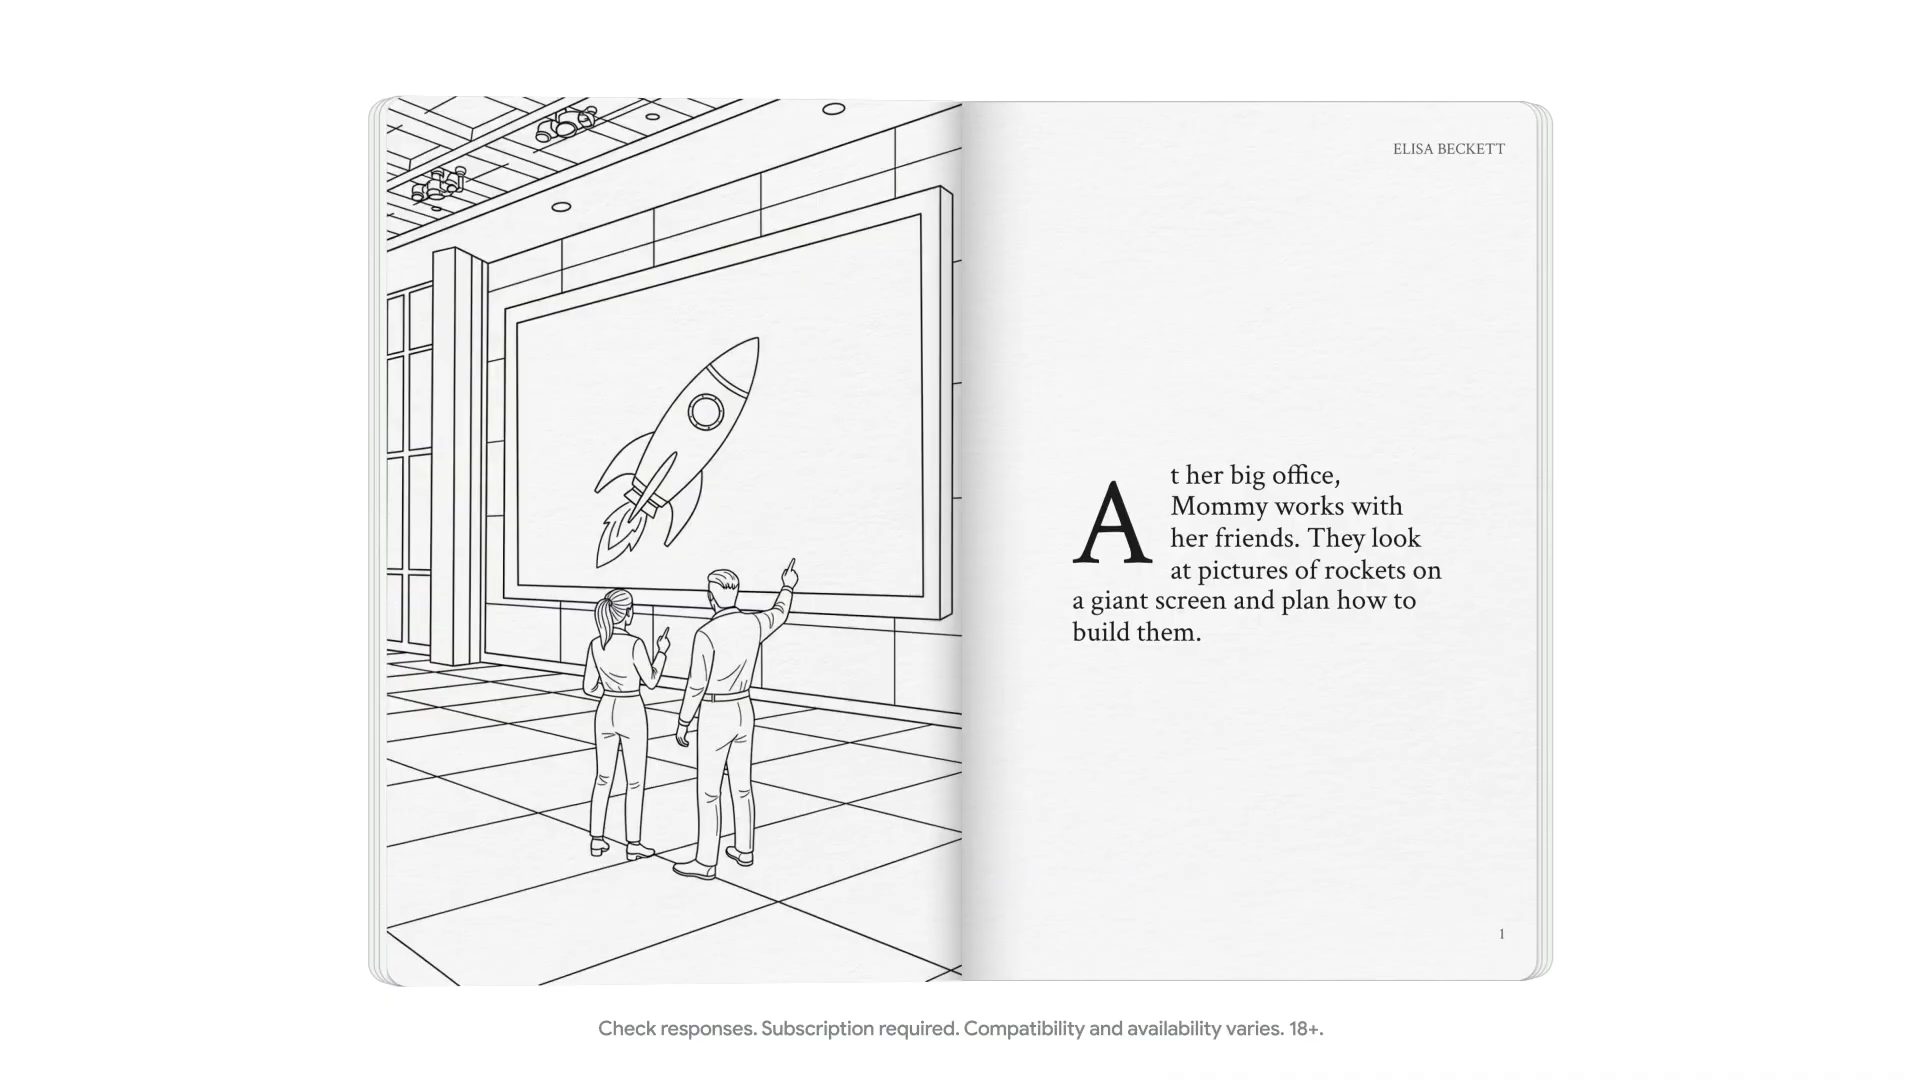 ELISA BECKETT
At her big office,
Mommy works with
her friends. They look
at pictures of rockets on
a giant screen and plan how to
build them.
1
Check responses. Subscription required. Compatibility and availability varies. 18+.